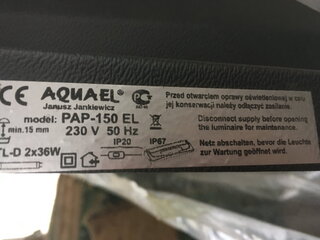 CE AQUAEL®
Janusz Jankiewicz
model: PAP-150 EL
min.15 mm 230 V 50 Hz
IP20 IP67
TL-D 2x36W
Przed otwarciem oprawy oświetleniowej w celu
jej konserwacji należy odłączyć zasilanie.
Disconnect supply before opening
the luminaire for maintenance.
Netz abschalten, bevor die Leuchte
zur Wartung geöffnet wird.